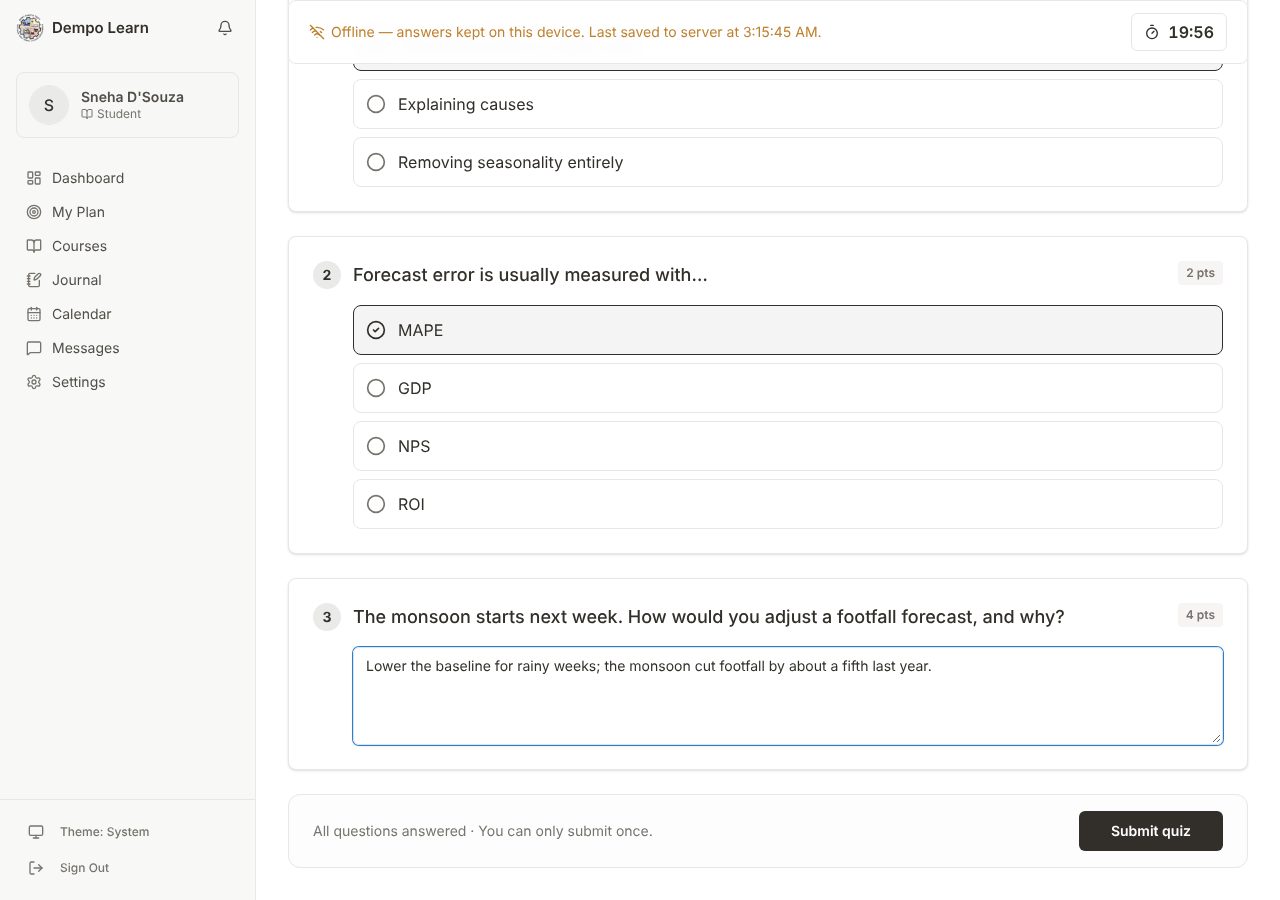 Dempo Learn
S
Sneha D'Souza
Student
Dashboard
My Plan
Courses
Journal
Calendar
Messages
Settings
Theme: System
Sign Out
Offline — answers kept on this device. Last saved to server at 3:15:45 AM.
19:56
Explaining causes
Removing seasonality entirely
2
Forecast error is usually measured with...
2 pts
MAPE
GDP
NPS
ROI
3
The monsoon starts next week. How would you adjust a footfall forecast, and why?
4 pts
Lower the baseline for rainy weeks; the monsoon cut footfall by about a fifth last year.
All questions answered · You can only submit once.
Submit quiz